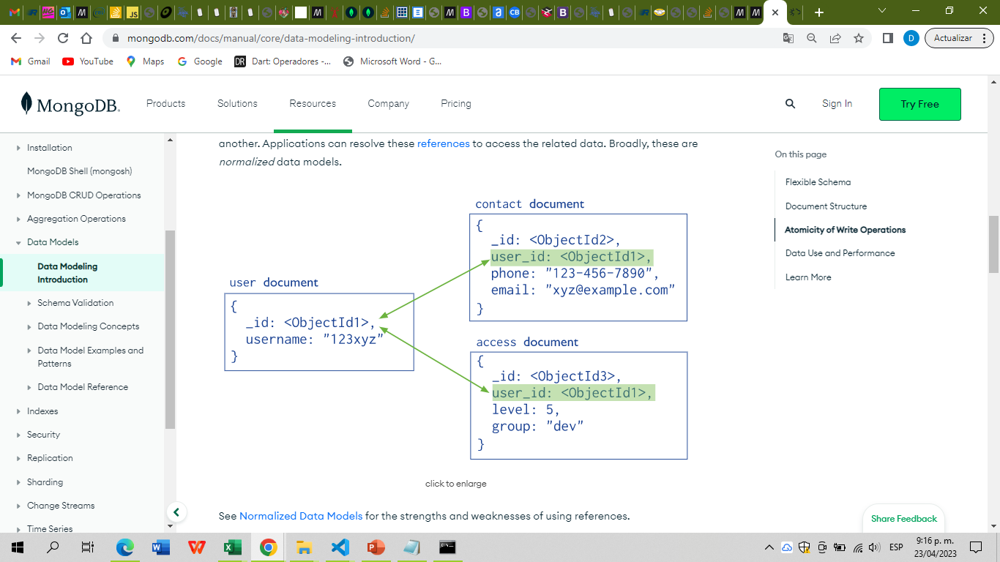 mongodb.com/docs/manual/core/data-modeling-introduction/
Actualizar
Gmail
YouTube
Maps
Google
Dart: Operadores -...
Microsoft Word - G...
MongoDB.
Products
Solutions
Resources
Company
Pricing
Sign In
Try Free
Installation
MongoDB Shell (mongosh)
MongoDB CRUD Operations
Aggregation Operations
Data Models
Data Modeling
Introduction
Schema Validation
Data Modeling Concepts
Data Model Examples and
Patterns
Data Model Reference
Indexes
Security
Replication
Sharding
Change Streams
Time Series
another. Applications can resolve these references to access the related data. Broadly, these are
normalized data models.
user document
{
_id: <ObjectId1>,
username: "123xyz"
}
contact document
{
_id: <ObjectId2>,
user_id: <ObjectId1>,
phone: "123-456-7890",
email: "xyz@example.com"
}
access document
{
_id: <ObjectId3>,
user_id: <ObjectId1>,
level: 5,
group: "dev"
}
click to enlarge
See Normalized Data Models for the strengths and weaknesses of using references.
On this page
Flexible Schema
Document Structure
Atomicity of Write Operations
Data Use and Performance
Learn More
Share Feedback
ESP
9:16 p. m.
23/04/2023